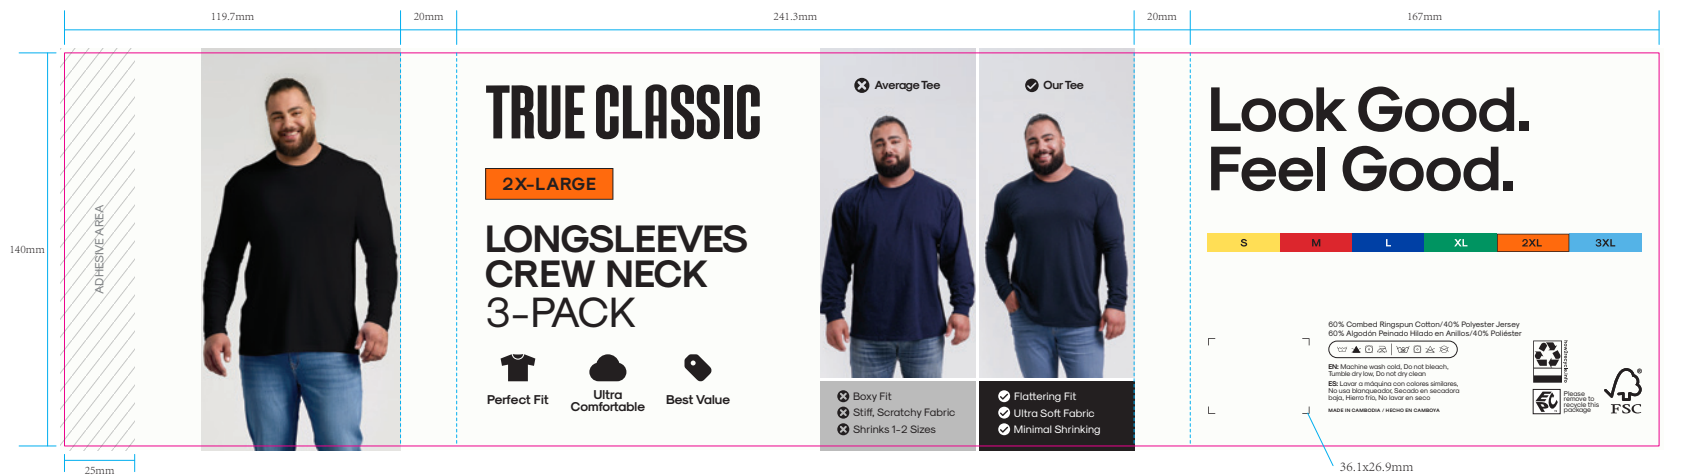 119.7mm
20mm
241.3mm
20mm
167mm
140mm
ADHESIVE AREA
25mm
TRUE CLASSIC
2X-LARGE
LONGSLEEVES
CREW NECK
3-PACK
Perfect Fit
Ultra
Comfortable
Best Value
Average Tee
Boxy Fit
Stiff, Scratchy Fabric
Shrinks 1-2 Sizes
Our Tee
Flattering Fit
Ultra Soft Fabric
Minimal Shrinking
Look Good.
Feel Good.
S M L XL 2XL 3XL
60% Combed Ringspun Cotton/40% Polyester Jersey
60% Algodón Peinado Hilado en Anillos/40% Poliéster
EN: Machine wash cold, Do not bleach,
Tumble dry low, Do not dry clean
ES: Lavar a máquina con colores similares,
No usa blanqueador, Secado en secadora
baja, Hierro frío, No lavar en seco
MADE IN CAMBODIA / HECHO EN CAMBOYA
how2recycle.info
Please
remove to
recycle this
package
FSC
36.1x26.9mm